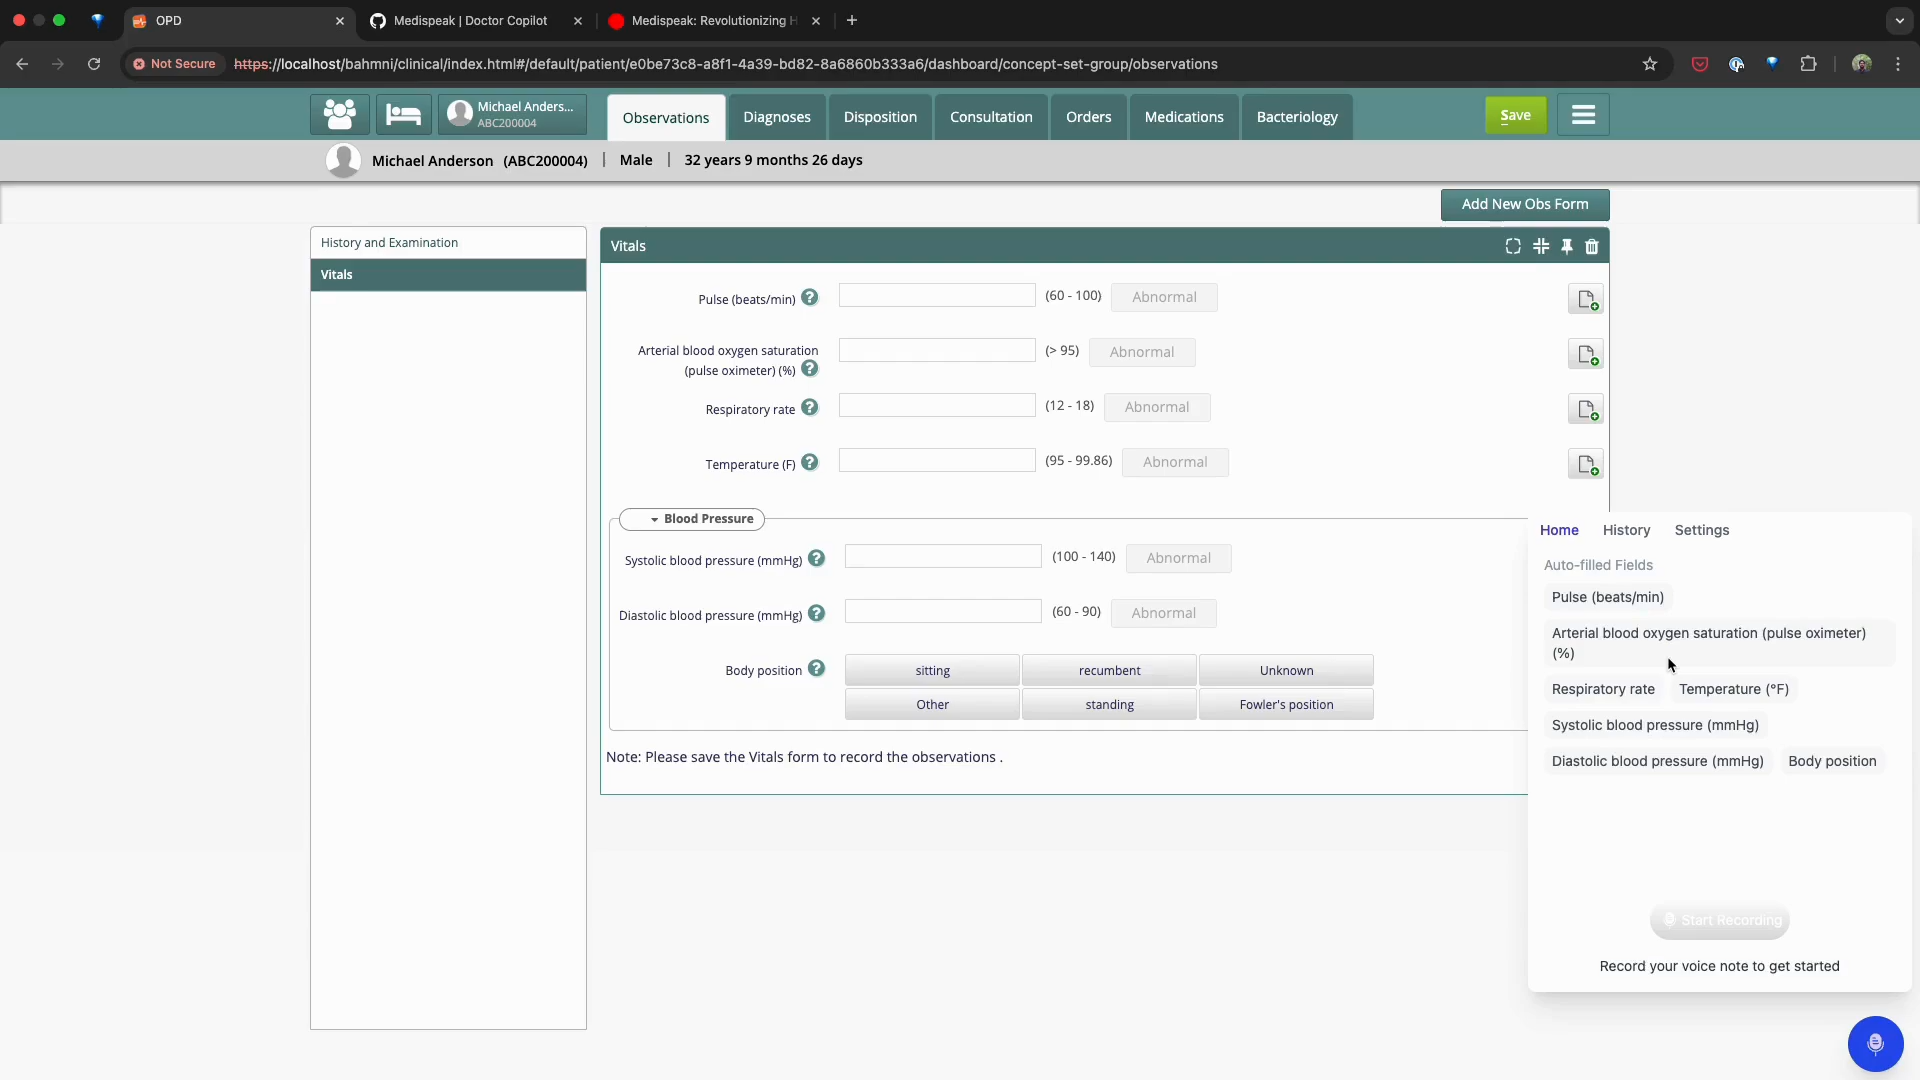 OPD
Medispeak | Doctor Copilot
Medispeak: Revolutionizing H
Not Secure
https://localhost/bahmni/clinical/index.html#/default/patient/e0be73c8-a8f1-4a39-bd82-8a6860b333a6/dashboard/concept-set-group/observations
Michael Anders...
ABC200004
Observations
Diagnoses
Disposition
Consultation
Orders
Medications
Bacteriology
Save
Michael Anderson (ABC200004) | Male | 32 years 9 months 26 days
Add New Obs Form
History and Examination
Vitals
Vitals
Pulse (beats/min) ? (60 - 100) Abnormal
Arterial blood oxygen saturation
(pulse oximeter) (%) ? (> 95) Abnormal
Respiratory rate ? (12 - 18) Abnormal
Temperature (F) ? (95 - 99.86) Abnormal
Blood Pressure
Systolic blood pressure (mmHg) ? (100 - 140) Abnormal
Diastolic blood pressure (mmHg) ? (60 - 90) Abnormal
Body position ? sitting recumbent Unknown
Other standing Fowler's position
Note: Please save the Vitals form to record the observations .
Home History Settings
Auto-filled Fields
Pulse (beats/min)
Arterial blood oxygen saturation (pulse oximeter)
(%)
Respiratory rate Temperature (°F)
Systolic blood pressure (mmHg)
Diastolic blood pressure (mmHg) Body position
Start Recording
Record your voice note to get started